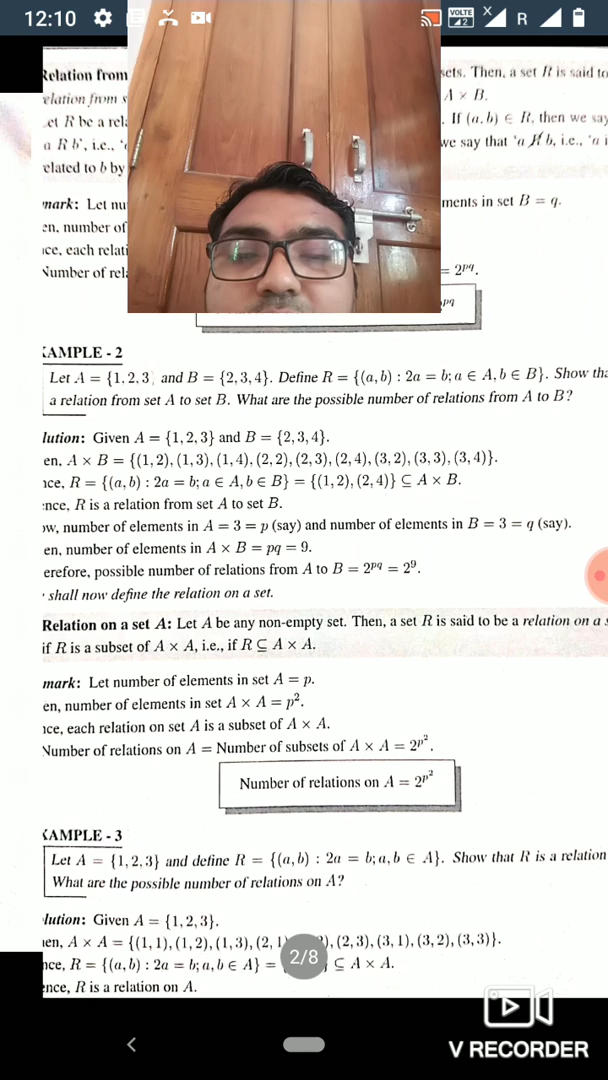 12:10 VOLTE 2 X R
Relation from sets. Then, a set R is said to
elation from s A × B.
et R be a rela . If (a, b) ∈ R, then we say
a R b', i.e., ' we say that 'a R̸ b, i.e., 'a i
elated to b by
mark: Let nu ments in set B = q.
en, number of
ce, each relati
Number of rela = 2^{pq}.
pq
XAMPLE - 2
Let A = {1, 2, 3 and B = {2, 3, 4}. Define R = {(a, b) : 2a = b; a ∈ A, b ∈ B}. Show tha
a relation from set A to set B. What are the possible number of relations from A to B?
lution: Given A = {1, 2, 3} and B = {2, 3, 4}.
en, A × B = {(1, 2), (1, 3), (1, 4), (2, 2), (2, 3), (2, 4), (3, 2), (3, 3), (3, 4)}.
nce, R = {(a, b) : 2a = b; a ∈ A, b ∈ B} = {(1, 2), (2, 4)} ⊆ A × B.
ence, R is a relation from set A to set B.
ow, number of elements in A = 3 = p (say) and number of elements in B = 3 = q (say).
en, number of elements in A × B = pq = 9.
erefore, possible number of relations from A to B = 2^{pq} = 2^9.
shall now define the relation on a set.
Relation on a set A: Let A be any non-empty set. Then, a set R is said to be a relation on a s
if R is a subset of A × A, i.e., if R ⊆ A × A.
mark: Let number of elements in set A = p.
en, number of elements in set A × A = p².
nce, each relation on set A is a subset of A × A.
Number of relations on A = Number of subsets of A × A = 2^{p²}.
Number of relations on A = 2^{p²}
XAMPLE - 3
Let A = {1, 2, 3} and define R = {(a, b) : 2a = b; a, b ∈ A}. Show that R is a relation
What are the possible number of relations on A?
lution: Given A = {1, 2, 3}.
en, A × A = {(1, 1), (1, 2), (1, 3), (2, 1) ), (2, 3), (3, 1), (3, 2), (3, 3)}.
nce, R = {(a, b) : 2a = b; a, b ∈ A} = } ⊆ A × A.
ence, R is a relation on A.
2/8
V RECORDER